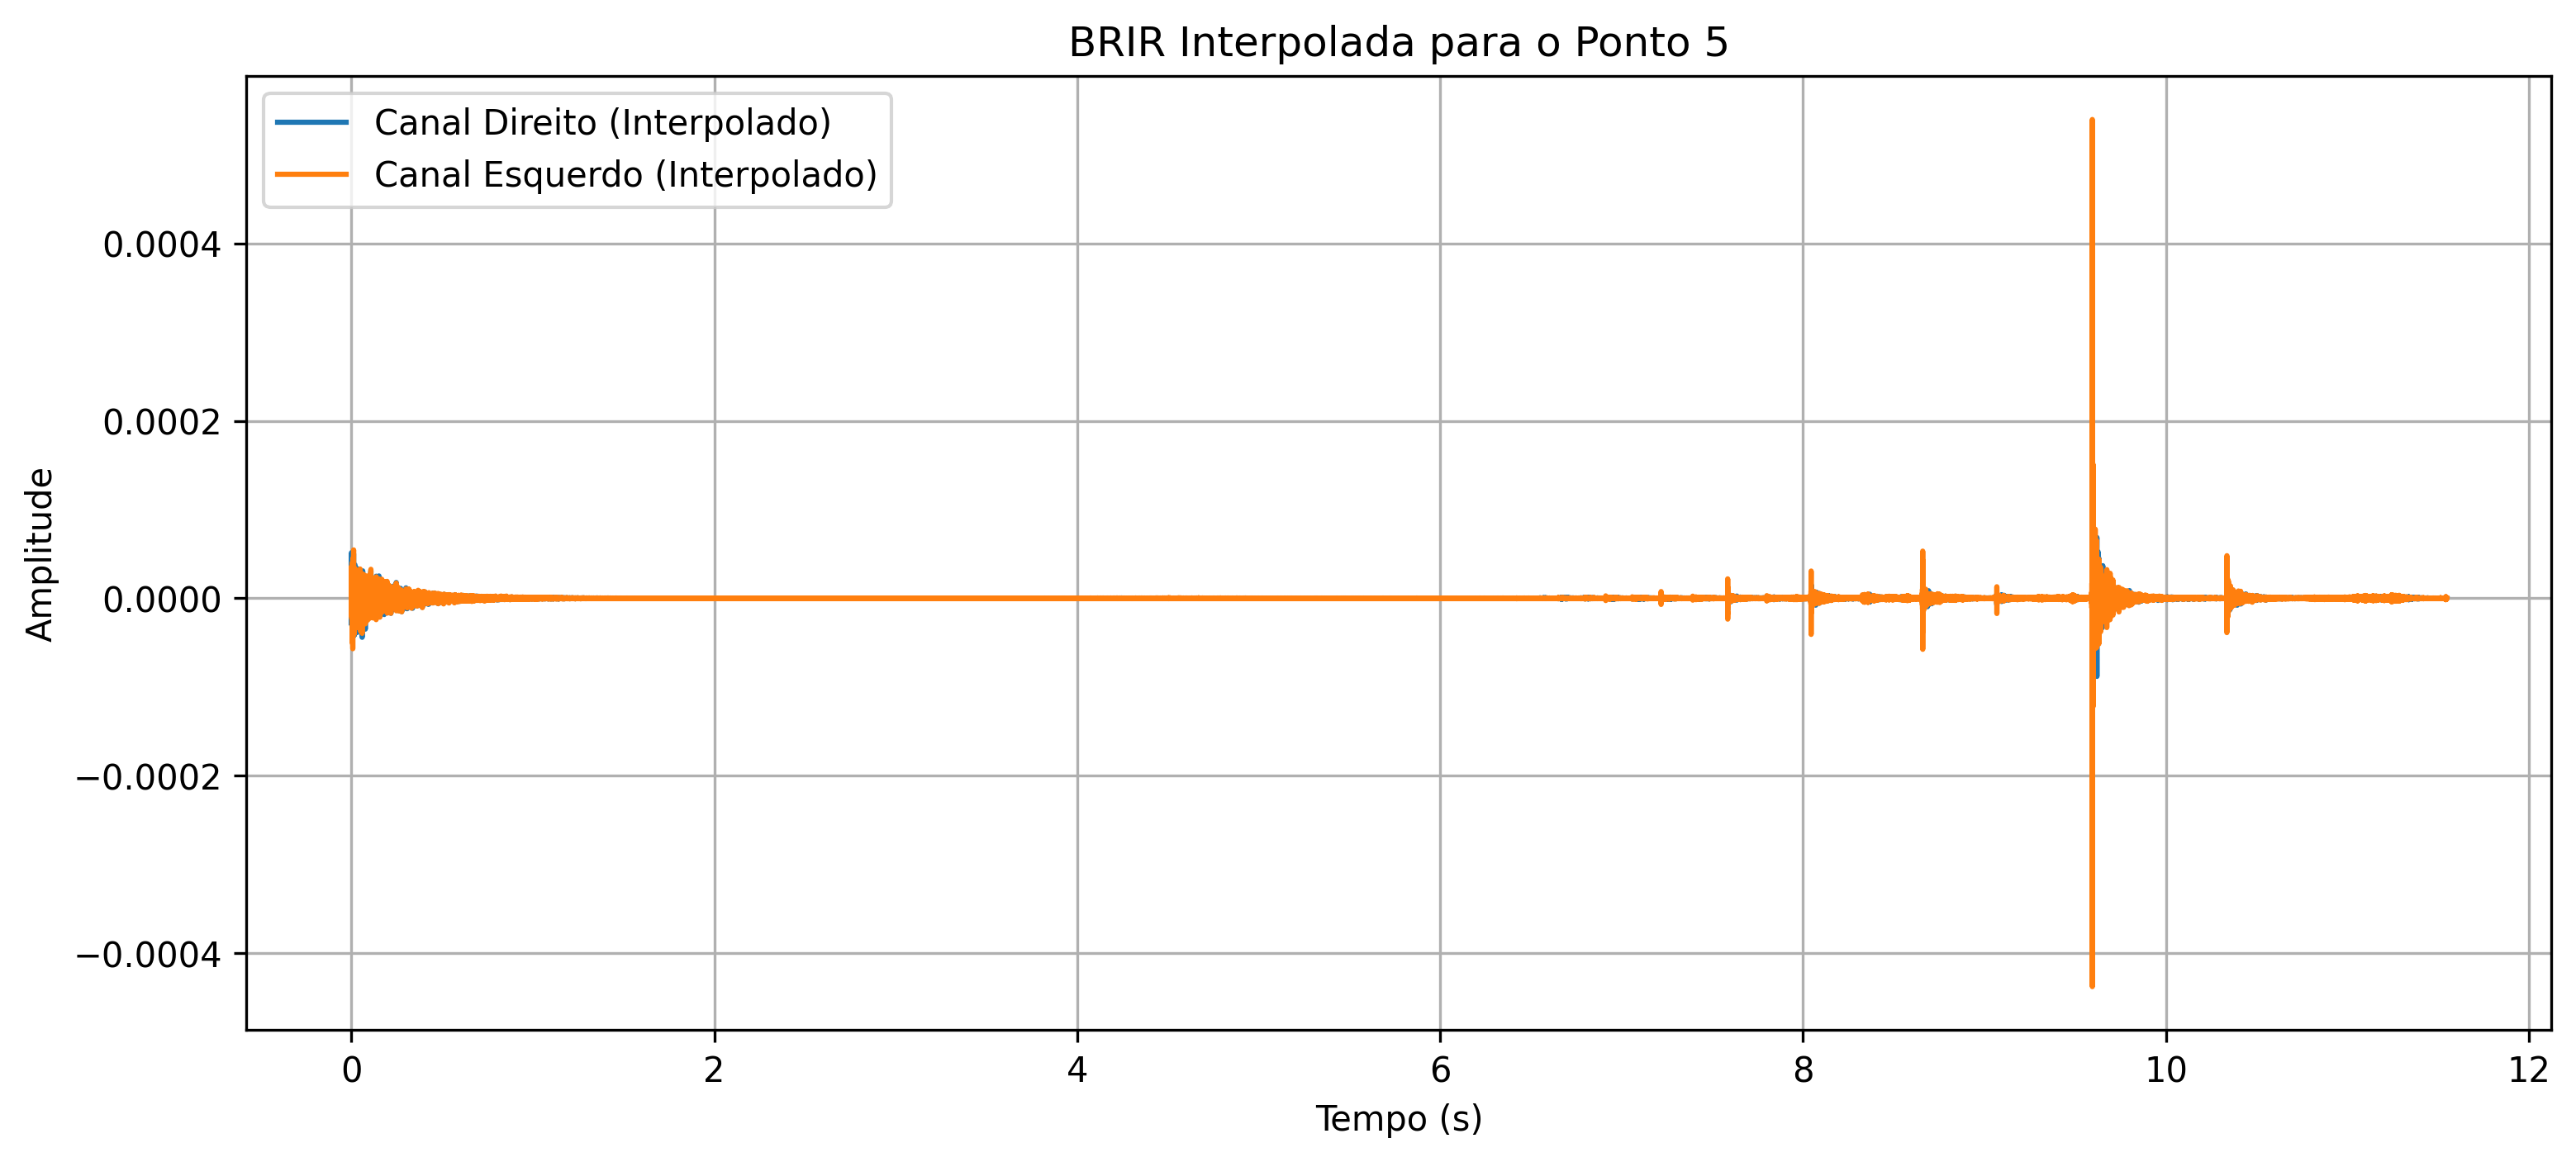 BRIR Interpolada para o Ponto 5
Canal Direito (Interpolado)
Canal Esquerdo (Interpolado)
Amplitude
0.0004
0.0002
0.0000
−0.0002
−0.0004
0 2 4 6 8 10 12
Tempo (s)